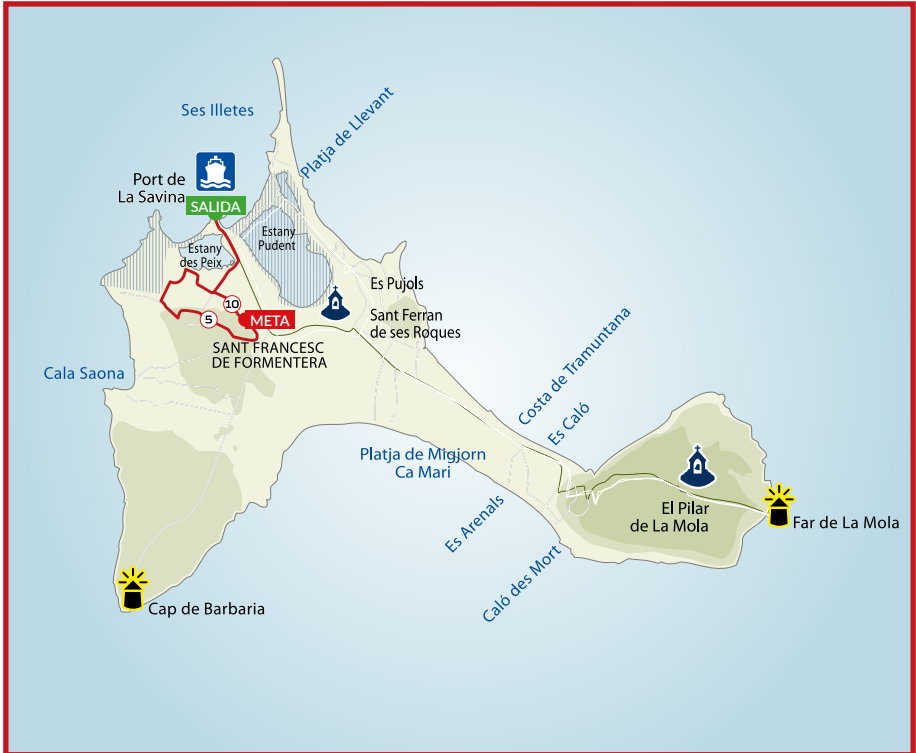 Ses Illetes
Platja de Llevant
Port de
La Savina
SALIDA
Estany
Pudent
Estany
des Peix
Es Pujols
10
5
META
Sant Ferran
de ses Roques
SANT FRANCESC
DE FORMENTERA
Cala Saona
Costa de Tramuntana
Es Caló
Platja de Migjorn
Ca Mari
Es Arenals
Caló des Mort
El Pilar
de La Mola
Far de La Mola
Cap de Barbaria